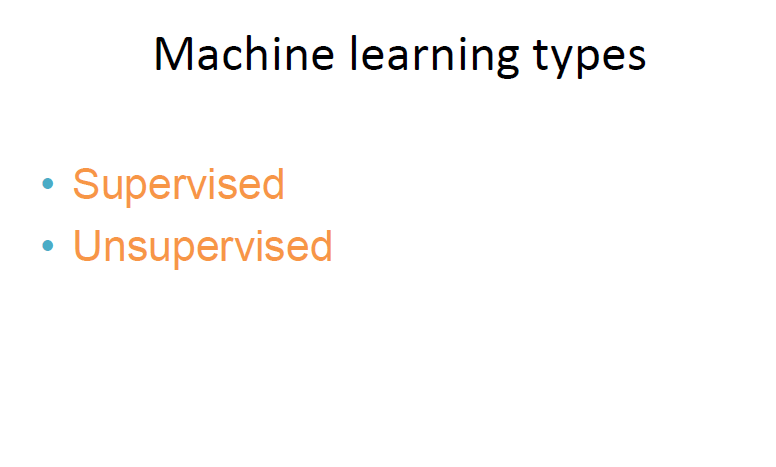 Machine learning types
• Supervised
• Unsupervised